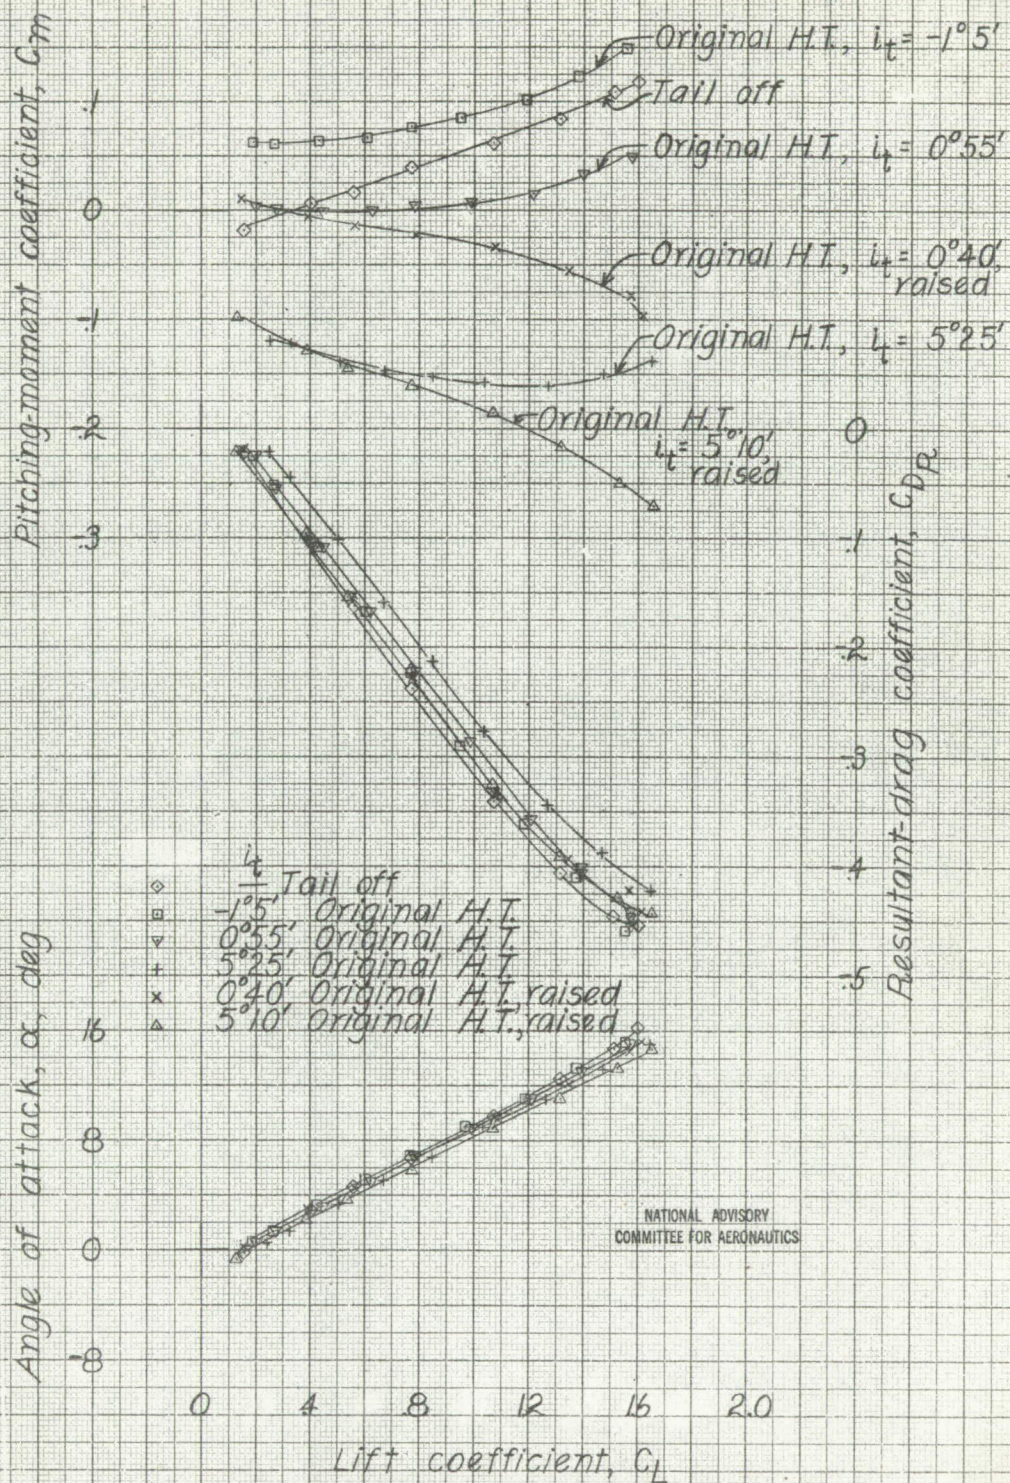 Pitching-moment coefficient, Cm
.1
0
-.1
-.2
-.3
Original H.T., it = -1°5'
Tail off
Original H.T., it = 0°55'
Original H.T., it = 0°40',
raised
Original H.T., it = 5°25'
Original H.T.,
it = 5°10',
raised
Resultant-drag coefficient, CDR
0
-.1
-.2
-.3
-.4
-.5
it
Tail off
-1°5', Original H.T.
0°55', Original H.T.
5°25', Original H.T.
0°40', Original H.T., raised
5°10', Original H.T., raised
Angle of attack, α, deg
16
8
0
-8
NATIONAL ADVISORY
COMMITTEE FOR AERONAUTICS
0 .4 .8 1.2 1.6 2.0
Lift coefficient, CL